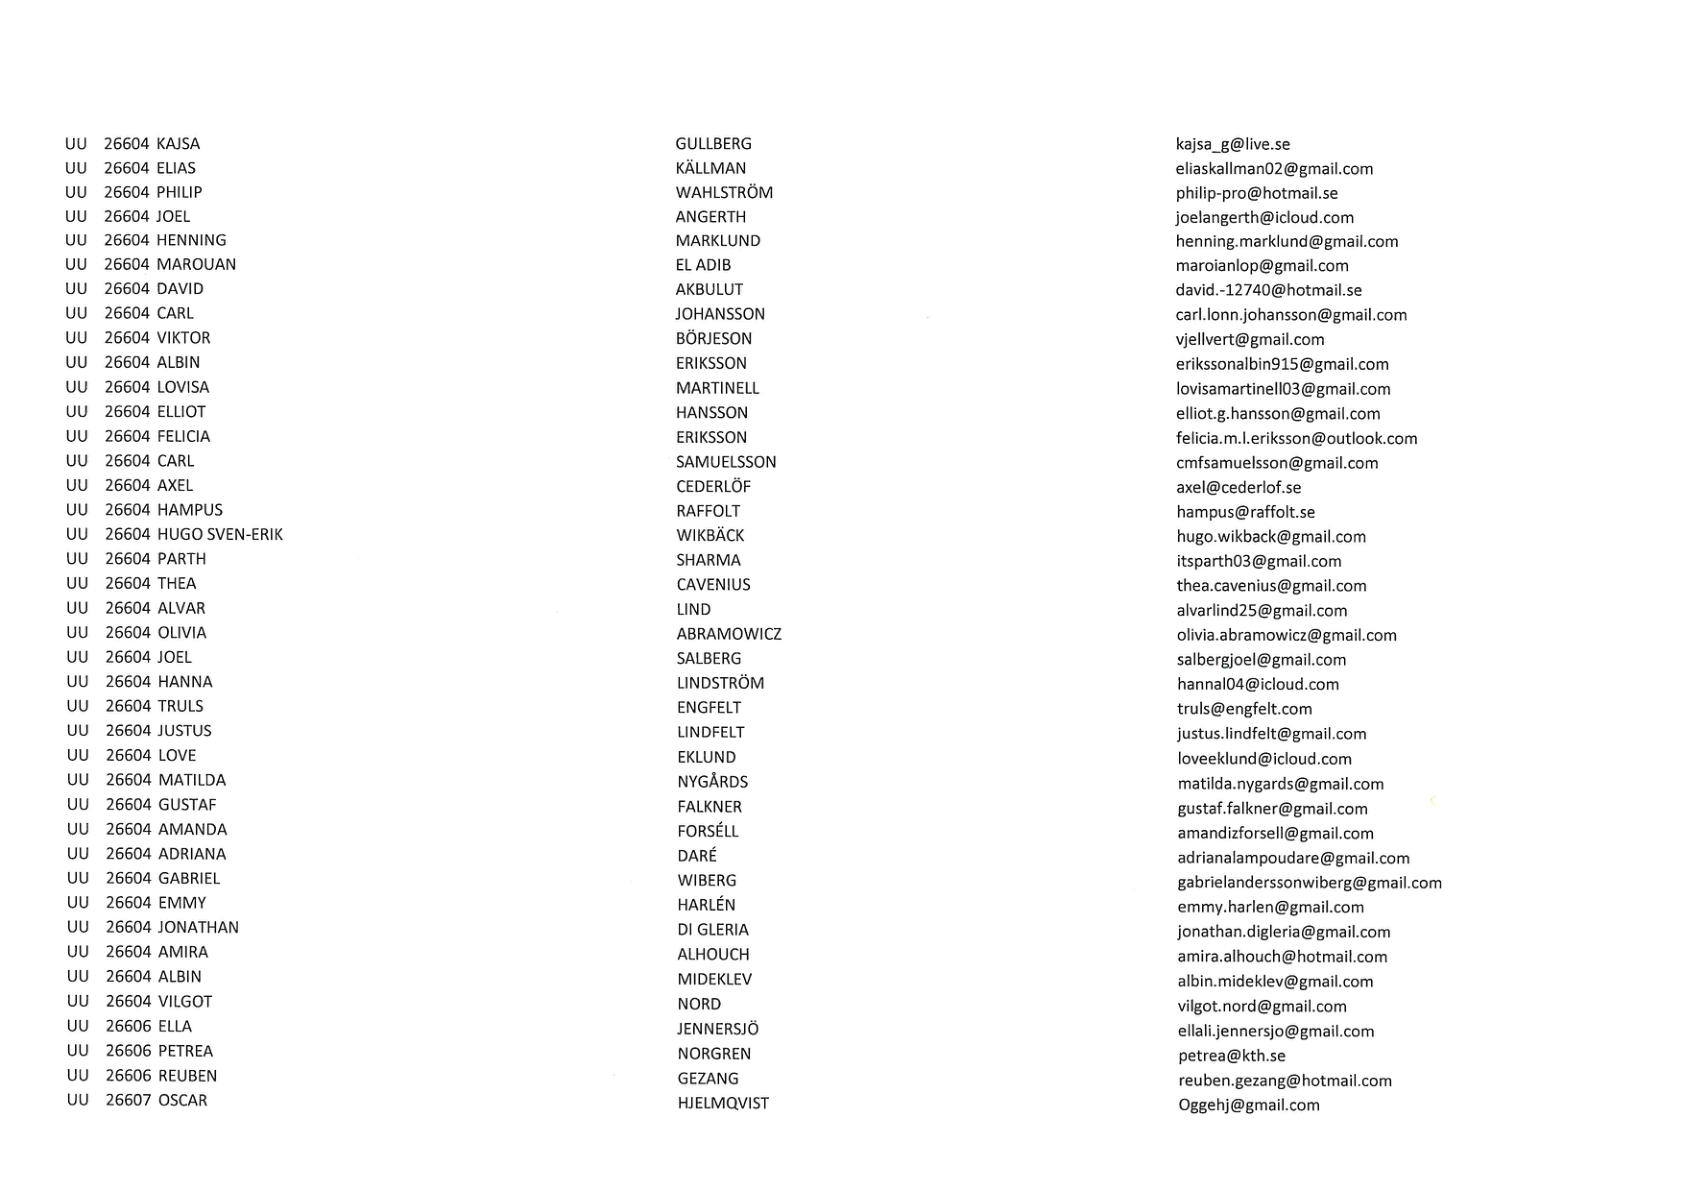 UU 26604 KAJSA GULLBERG kajsa_g@live.se
UU 26604 ELIAS KÄLLMAN eliaskallman02@gmail.com
UU 26604 PHILIP WAHLSTRÖM philip-pro@hotmail.se
UU 26604 JOEL ANGERTH joelangerth@icloud.com
UU 26604 HENNING MARKLUND henning.marklund@gmail.com
UU 26604 MAROUAN EL ADIB maroianlop@gmail.com
UU 26604 DAVID AKBULUT david.-12740@hotmail.se
UU 26604 CARL JOHANSSON carl.lonn.johansson@gmail.com
UU 26604 VIKTOR BÖRJESON vjellvert@gmail.com
UU 26604 ALBIN ERIKSSON erikssonalbin915@gmail.com
UU 26604 LOVISA MARTINELL lovisamartinell03@gmail.com
UU 26604 ELLIOT HANSSON elliot.g.hansson@gmail.com
UU 26604 FELICIA ERIKSSON felicia.m.l.eriksson@outlook.com
UU 26604 CARL SAMUELSSON cmfsamuelsson@gmail.com
UU 26604 AXEL CEDERLÖF axel@cederlof.se
UU 26604 HAMPUS RAFFOLT hampus@raffolt.se
UU 26604 HUGO SVEN-ERIK WIKBÄCK hugo.wikback@gmail.com
UU 26604 PARTH SHARMA itsparth03@gmail.com
UU 26604 THEA CAVENIUS thea.cavenius@gmail.com
UU 26604 ALVAR LIND alvarlind25@gmail.com
UU 26604 OLIVIA ABRAMOWICZ olivia.abramowicz@gmail.com
UU 26604 JOEL SALBERG salbergjoel@gmail.com
UU 26604 HANNA LINDSTRÖM hannal04@icloud.com
UU 26604 TRULS ENGFELT truls@engfelt.com
UU 26604 JUSTUS LINDFELT justus.lindfelt@gmail.com
UU 26604 LOVE EKLUND loveeklund@icloud.com
UU 26604 MATILDA NYGÅRDS matilda.nygards@gmail.com
UU 26604 GUSTAF FALKNER gustaf.falkner@gmail.com
UU 26604 AMANDA FORSÉLL amandizforsell@gmail.com
UU 26604 ADRIANA DARÉ adrianalampoudare@gmail.com
UU 26604 GABRIEL WIBERG gabrielanderssonwiberg@gmail.com
UU 26604 EMMY HARLÉN emmy.harlen@gmail.com
UU 26604 JONATHAN DI GLERIA jonathan.digleria@gmail.com
UU 26604 AMIRA ALHOUCH amira.alhouch@hotmail.com
UU 26604 ALBIN MIDEKLEV albin.mideklev@gmail.com
UU 26604 VILGOT NORD vilgot.nord@gmail.com
UU 26606 ELLA JENNERSJÖ ellali.jennersjo@gmail.com
UU 26606 PETREA NORGREN petrea@kth.se
UU 26606 REUBEN GEZANG reuben.gezang@hotmail.com
UU 26607 OSCAR HJELMQVIST Oggehj@gmail.com